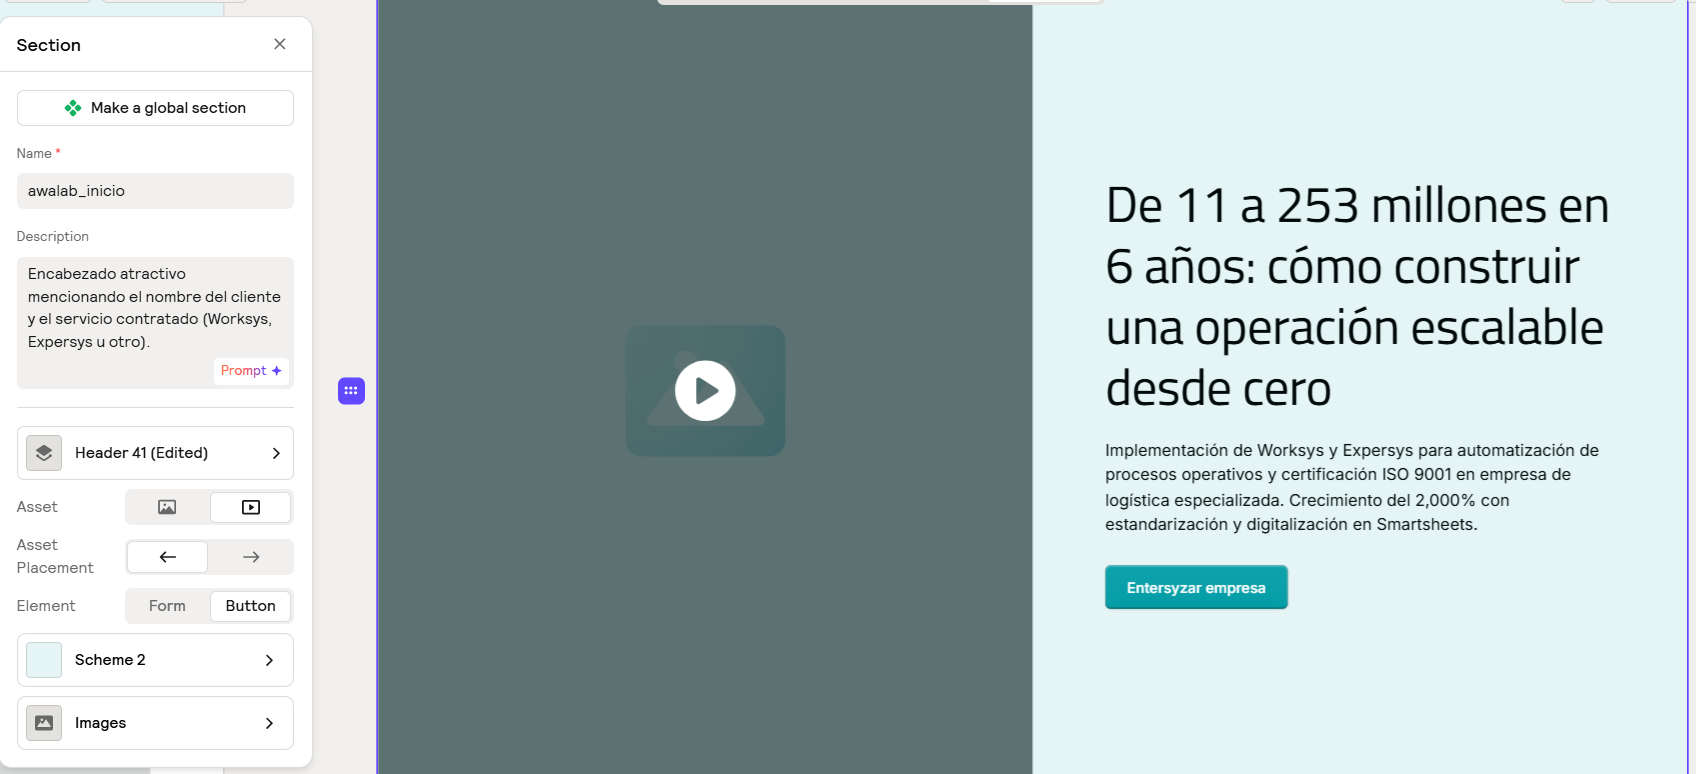 Section
Make a global section
Name *
awalab_inicio
Description
Encabezado atractivo
mencionando el nombre del cliente
y el servicio contratado (Worksys,
Expersys u otro).
Prompt
Header 41 (Edited)
Asset
Asset
Placement
Element
Form
Button
Scheme 2
Images
De 11 a 253 millones en
6 años: cómo construir
una operación escalable
desde cero
Implementación de Worksys y Expersys para automatización de
procesos operativos y certificación ISO 9001 en empresa de
logística especializada. Crecimiento del 2,000% con
estandarización y digitalización en Smartsheets.
Entersyzar empresa